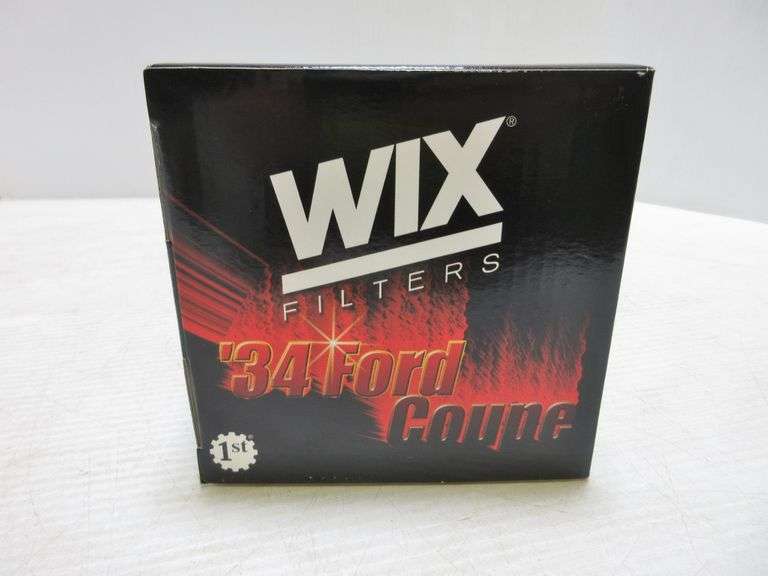 WIX®
FILTERS
'34 Ford
Coupe
1st